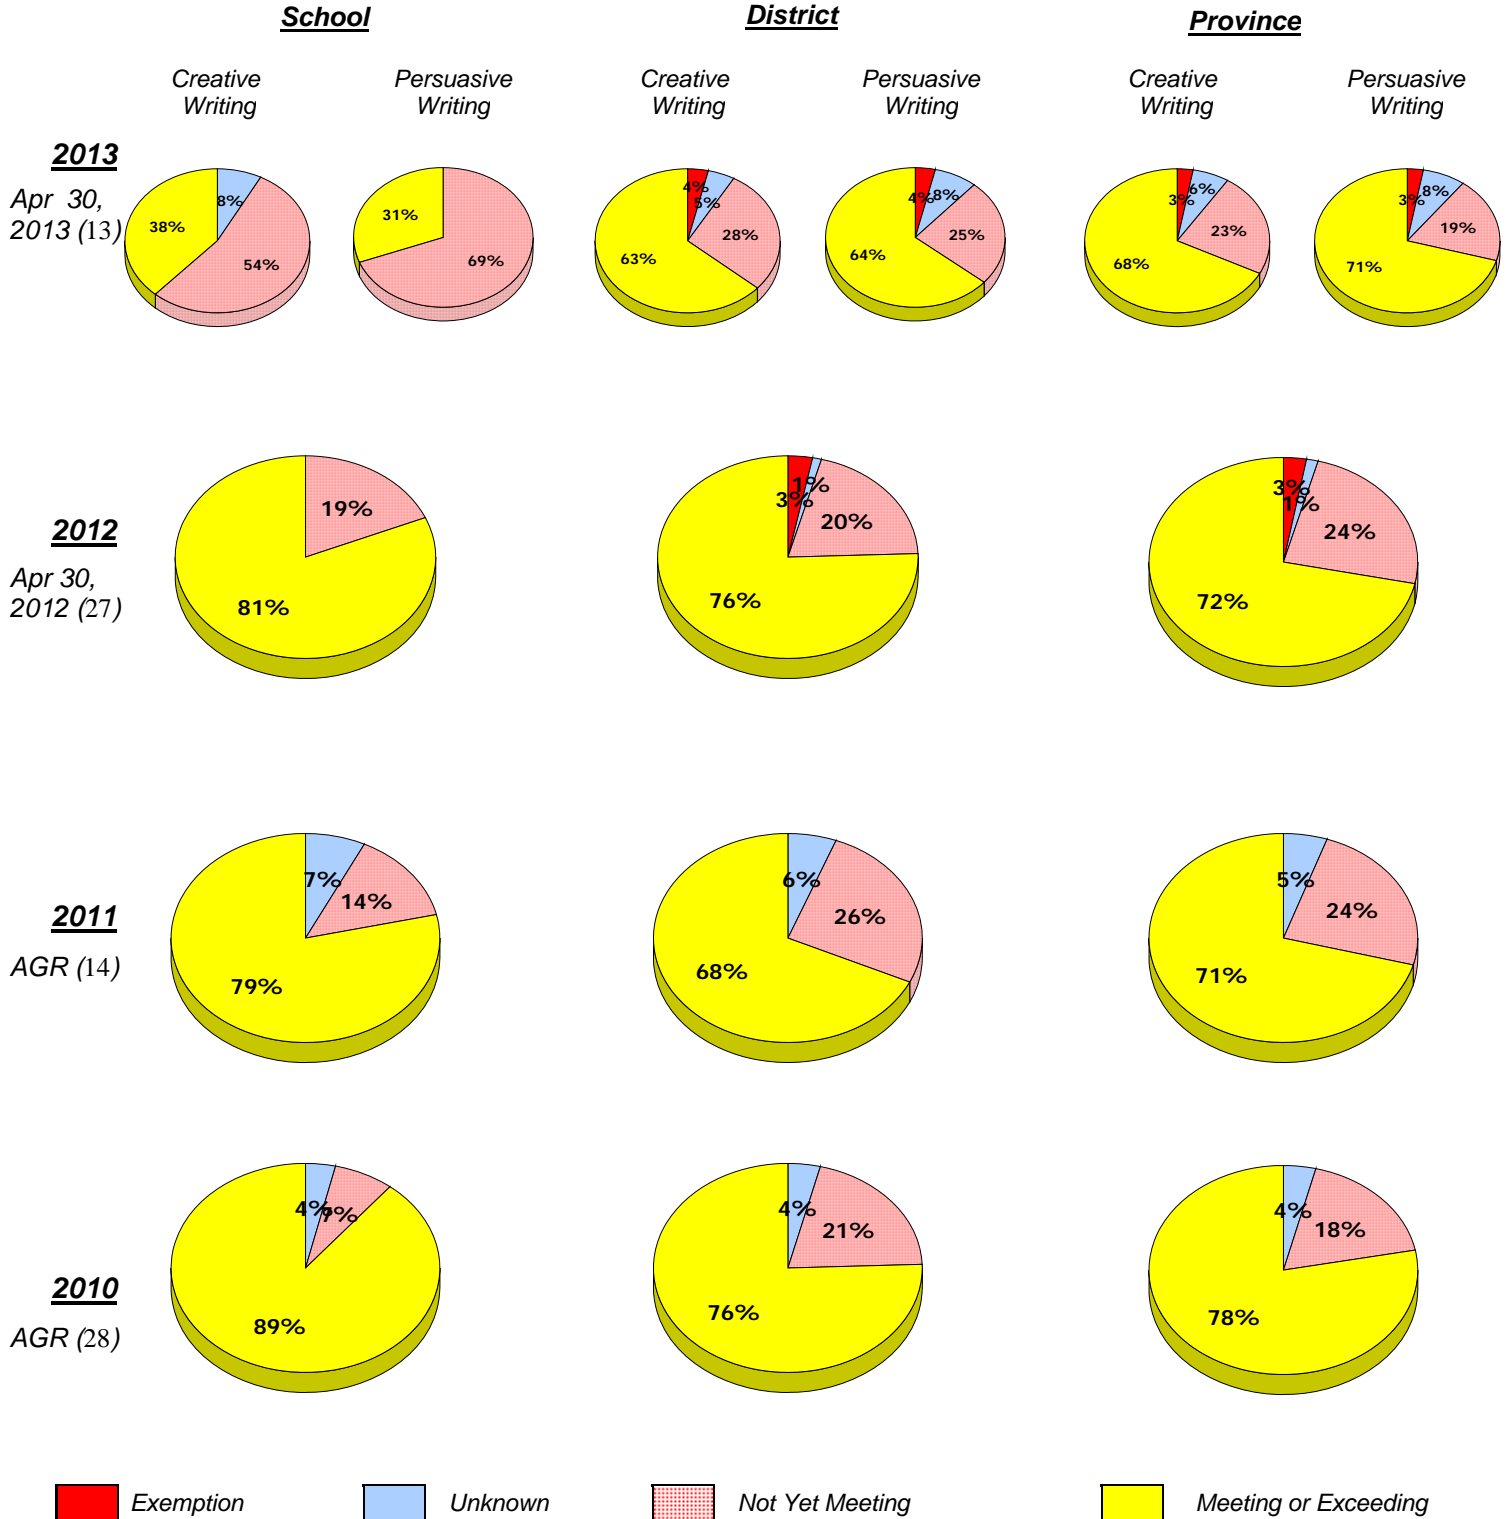 School
District
Province
Creative
Writing
Persuasive
Writing
Creative
Writing
Persuasive
Writing
Creative
Writing
Persuasive
Writing
2013
Apr 30,
2013 (13)
8%
38%
54%
31%
69%
4%
5%
28%
63%
4%
8%
25%
64%
3%
6%
23%
68%
3%
8%
19%
71%
2012
Apr 30,
2012 (27)
19%
81%
1%
3%
20%
76%
3%
1%
24%
72%
2011
AGR (14)
7%
14%
79%
6%
26%
68%
5%
24%
71%
2010
AGR (28)
4%
7%
89%
4%
21%
76%
4%
18%
78%
Exemption
Unknown
Not Yet Meeting
Meeting or Exceeding